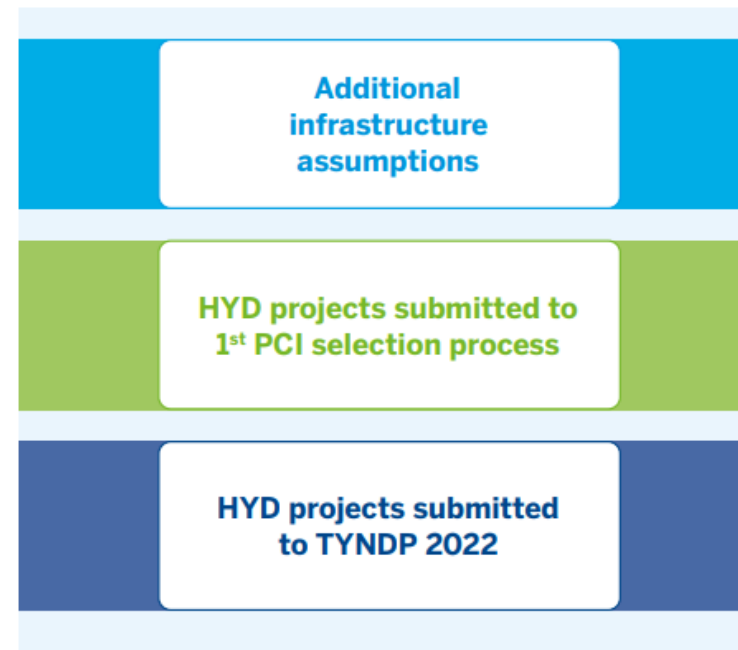 Additional
infrastructure
assumptions
HYD projects submitted to
1st PCI selection process
HYD projects submitted
to TYNDP 2022